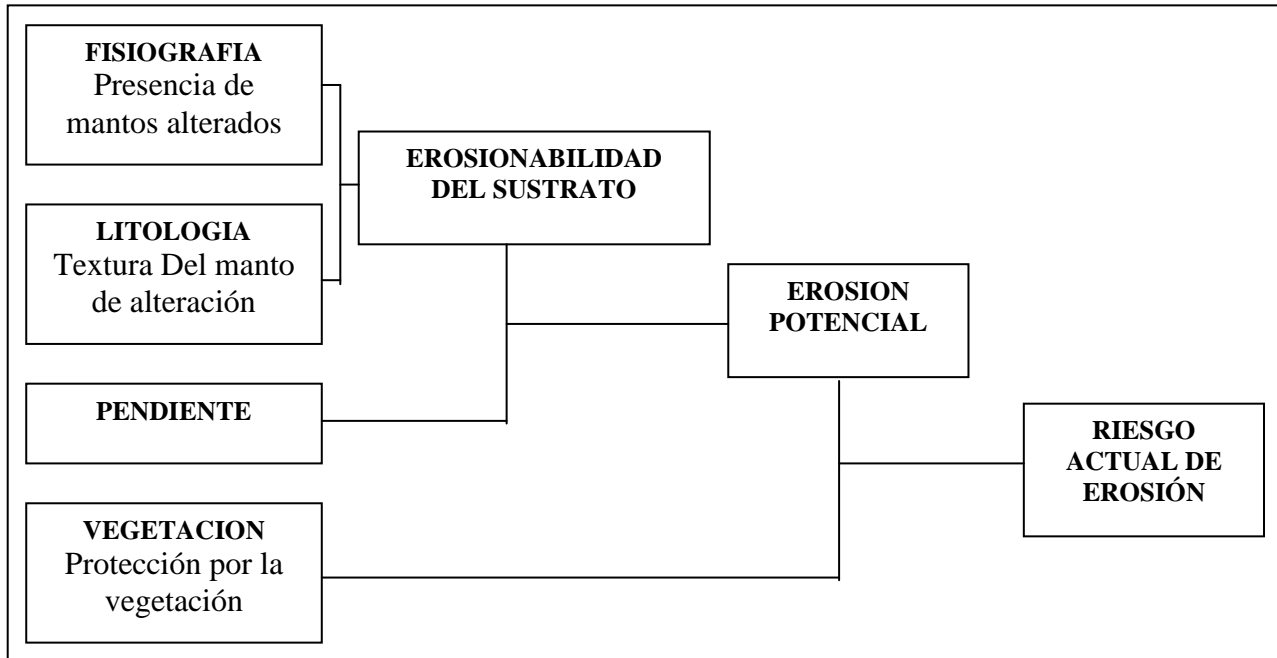 FISIOGRAFIA
Presencia de
mantos alterados
EROSIONABILIDAD
DEL SUSTRATO
LITOLOGIA
Textura Del manto
de alteración
EROSION
POTENCIAL
PENDIENTE
RIESGO
ACTUAL DE
EROSIÓN
VEGETACION
Protección por la
vegetación